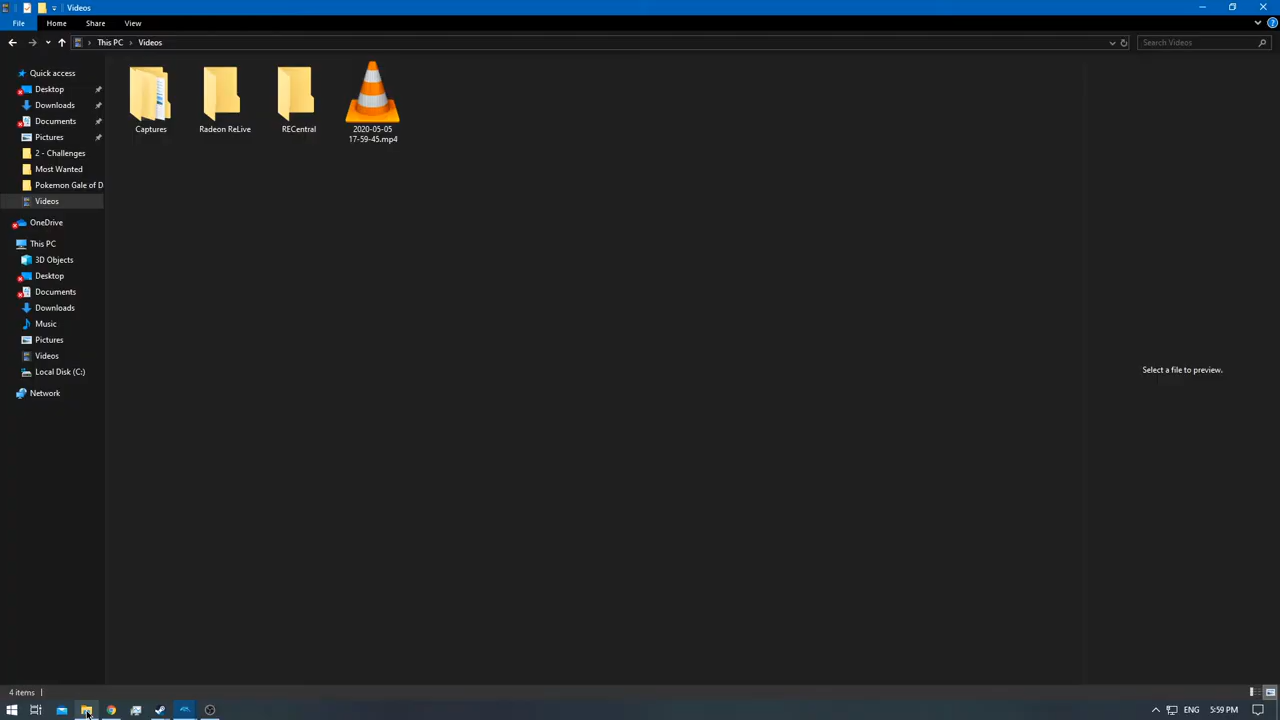 Videos
File Home Share View
This PC Videos
Search Videos
Quick access
Desktop
Downloads
Documents
Pictures
2 - Challenges
Most Wanted
Pokemon Gale of D
Videos
OneDrive
This PC
3D Objects
Desktop
Documents
Downloads
Music
Pictures
Videos
Local Disk (C:)
Network
Captures
Radeon ReLive
RECentral
2020-05-05
17-59-45.mp4
Select a file to preview.
4 items
ENG 5:59 PM